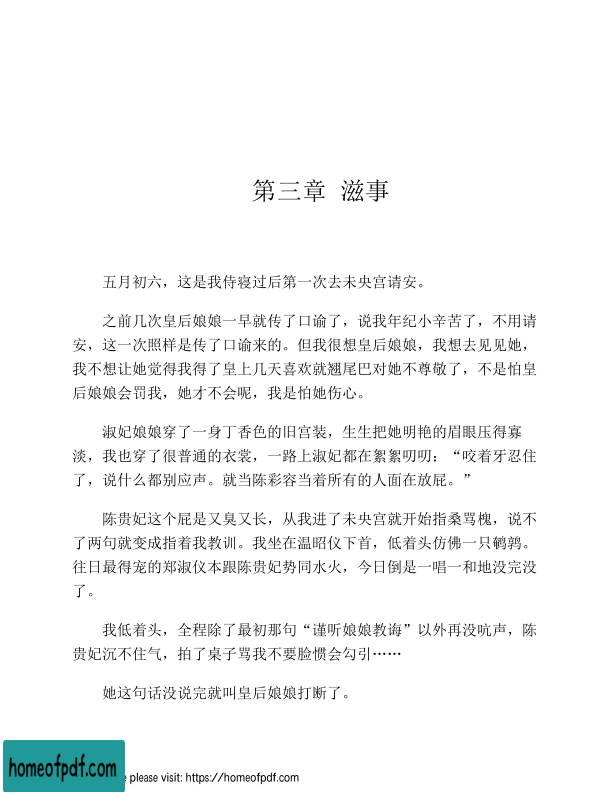 第三章 滋事
五月初六，这是我侍寝过后第一次去未央宫请安。
之前几次皇后娘娘一早就传了口谕了，说我年纪小辛苦了，不用请
安，这一次照样是传了口谕来的。但我很想皇后娘娘，我想去见见她，
我不想让她觉得我得了皇上几天喜欢就翘尾巴对她不尊敬了，不是怕皇
后娘娘会罚我，她才不会呢，我是怕她伤心。
淑妃娘娘穿了一身丁香色的旧宫装，生生把她明艳的眉眼压得寡
淡，我也穿了很普通的衣裳，一路上淑妃都在絮絮叨叨：“咬着牙忍住
了，说什么都别应声。就当陈彩容当着所有的人面在放屁。”
陈贵妃这个屁是又臭又长，从我进了未央宫就开始指桑骂槐，说不
了两句就变成指着我教训。我坐在温昭仪下首，低着头仿佛一只鹌鹑。
往日最得宠的郑淑仪本跟陈贵妃势同水火，今日倒是一唱一和地没完没
了。
我低着头，全程除了最初那句“谨听娘娘教诲”以外再没吭声，陈
贵妃沉不住气，拍了桌子骂我不要脸惯会勾引……
她这句话没说完就叫皇后娘娘打断了。
homeofpdf.com
e please visit: https://homeofpdf.com